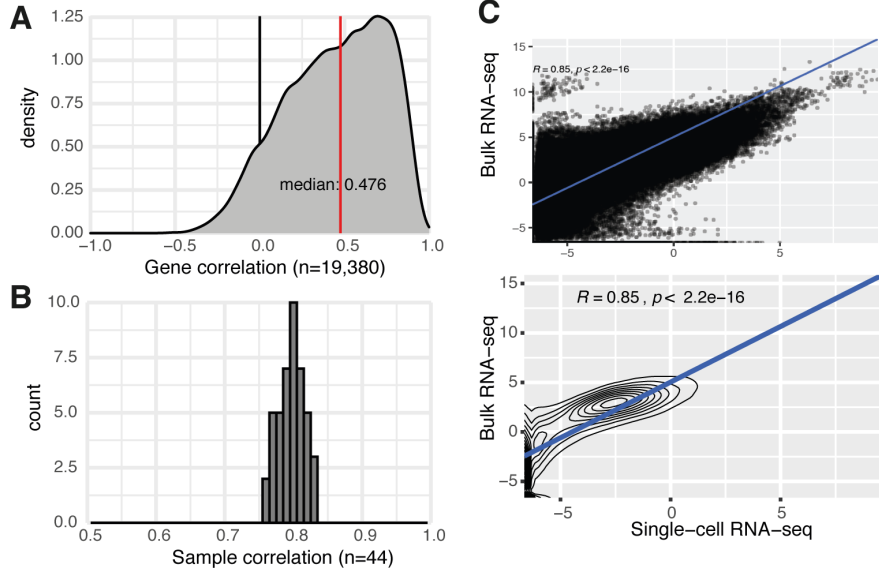 A
1.25
1.00
0.75
0.50
0.25
0.00
density
median: 0.476
−1.0 −0.5 0.0 0.5 1.0
Gene correlation (n=19,380)
B
10.0
7.5
5.0
2.5
0.0
count
0.5 0.6 0.7 0.8 0.9 1.0
Sample correlation (n=44)
C
15
10
5
0
−5
Bulk RNA−seq
R = 0.85, p < 2.2e−16
−5 0 5
15
10
5
0
−5
Bulk RNA−seq
R = 0.85 , p < 2.2e−16
−5 0 5
Single−cell RNA−seq